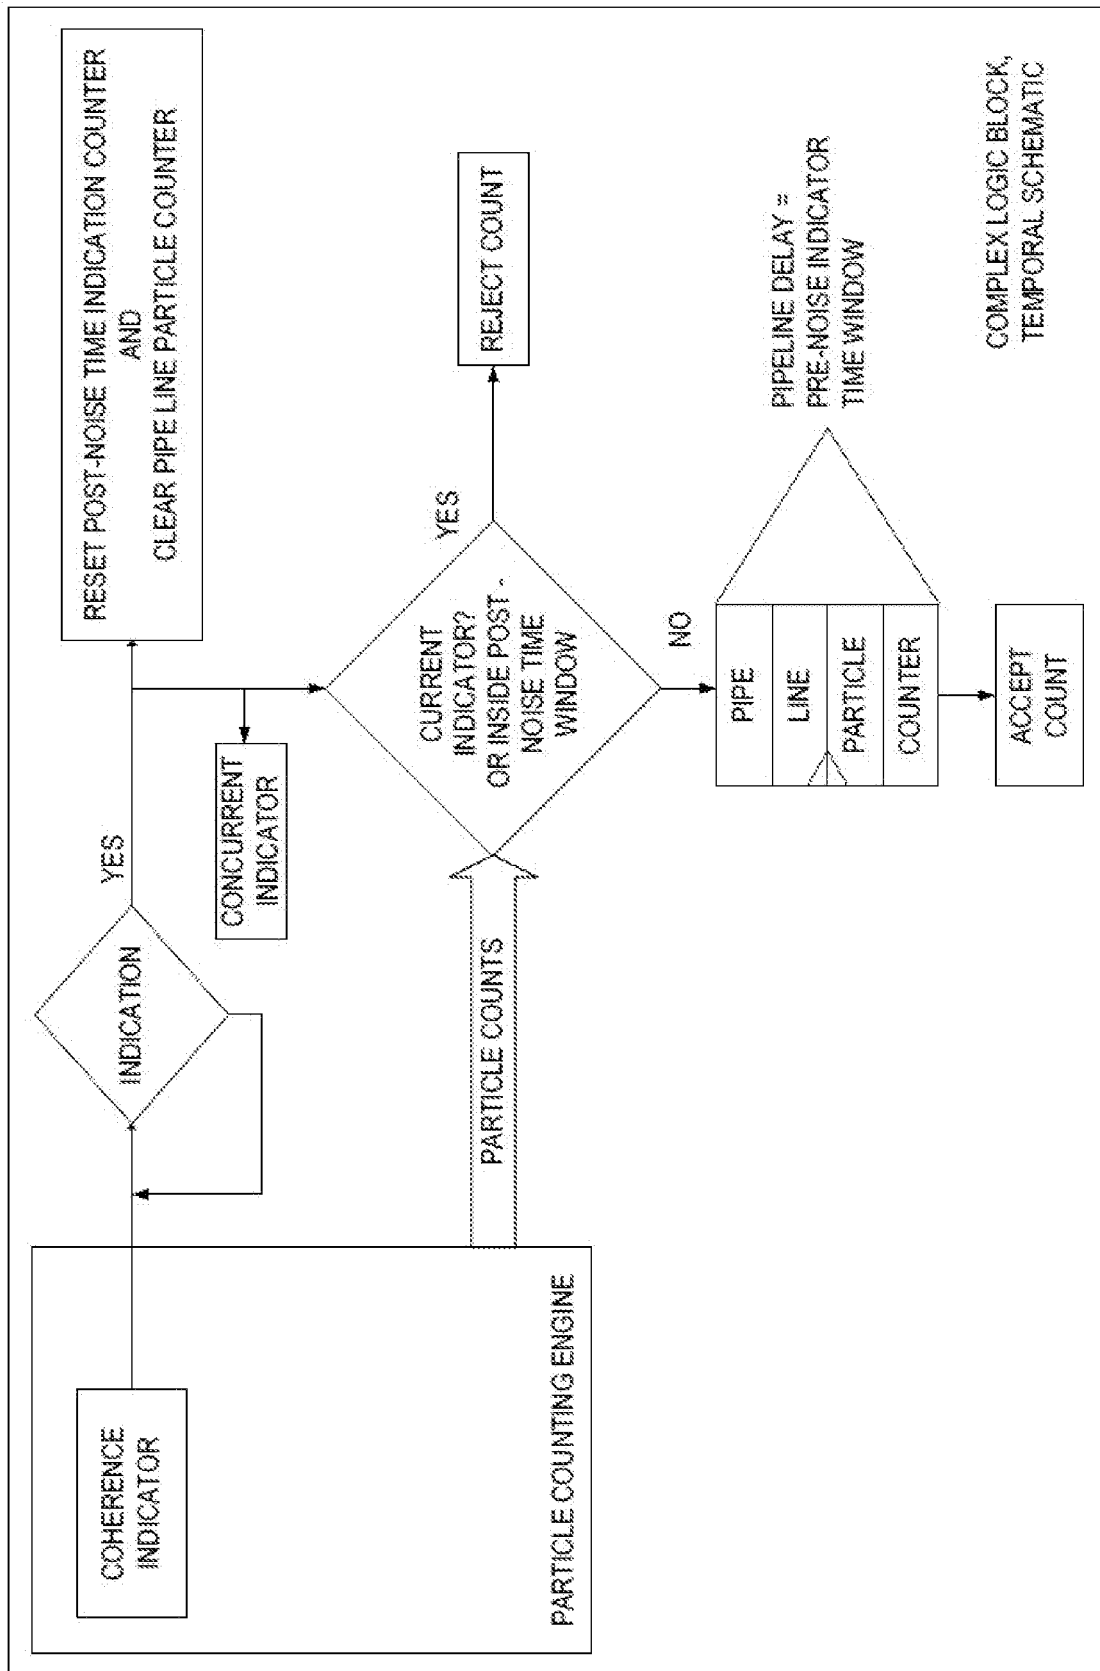 COHERENCE
INDICATOR
PARTICLE COUNTING ENGINE
INDICATION
YES
RESET POST-NOISE TIME INDICATION COUNTER
AND
CLEAR PIPE LINE PARTICLE COUNTER
CONCURRENT
INDICATOR
PARTICLE COUNTS
CURRENT
INDICATOR?
OR INSIDE POST -
NOISE TIME
WINDOW
YES
REJECT COUNT
NO
PIPE
LINE
PARTICLE
COUNTER
PIPELINE DELAY =
PRE-NOISE INDICATOR
TIME WINDOW
ACCEPT
COUNT
COMPLEX LOGIC BLOCK,
TEMPORAL SCHEMATIC